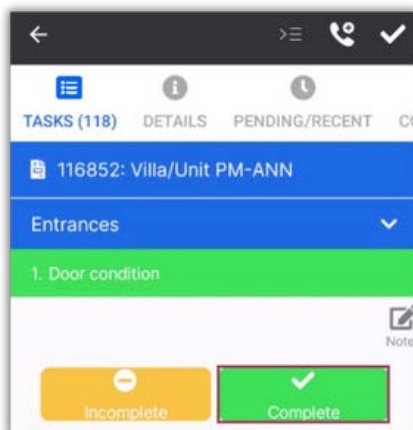 TASKS (118) DETAILS PENDING/RECENT
116852: Villa/Unit PM-ANN
Entrances
1. Door condition
Note
Incomplete Complete